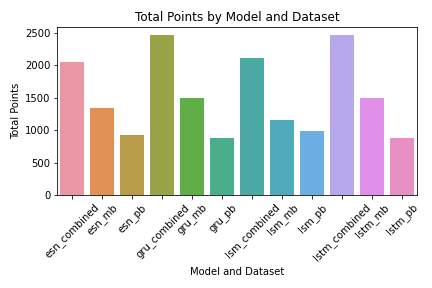 Total Points by Model and Dataset
Total Points
2500
2000
1500
1000
500
0
esn_combined
esn_mb
esn_pb
gru_combined
gru_mb
gru_pb
lsm_combined
lsm_mb
lsm_pb
lstm_combined
lstm_mb
lstm_pb
Model and Dataset